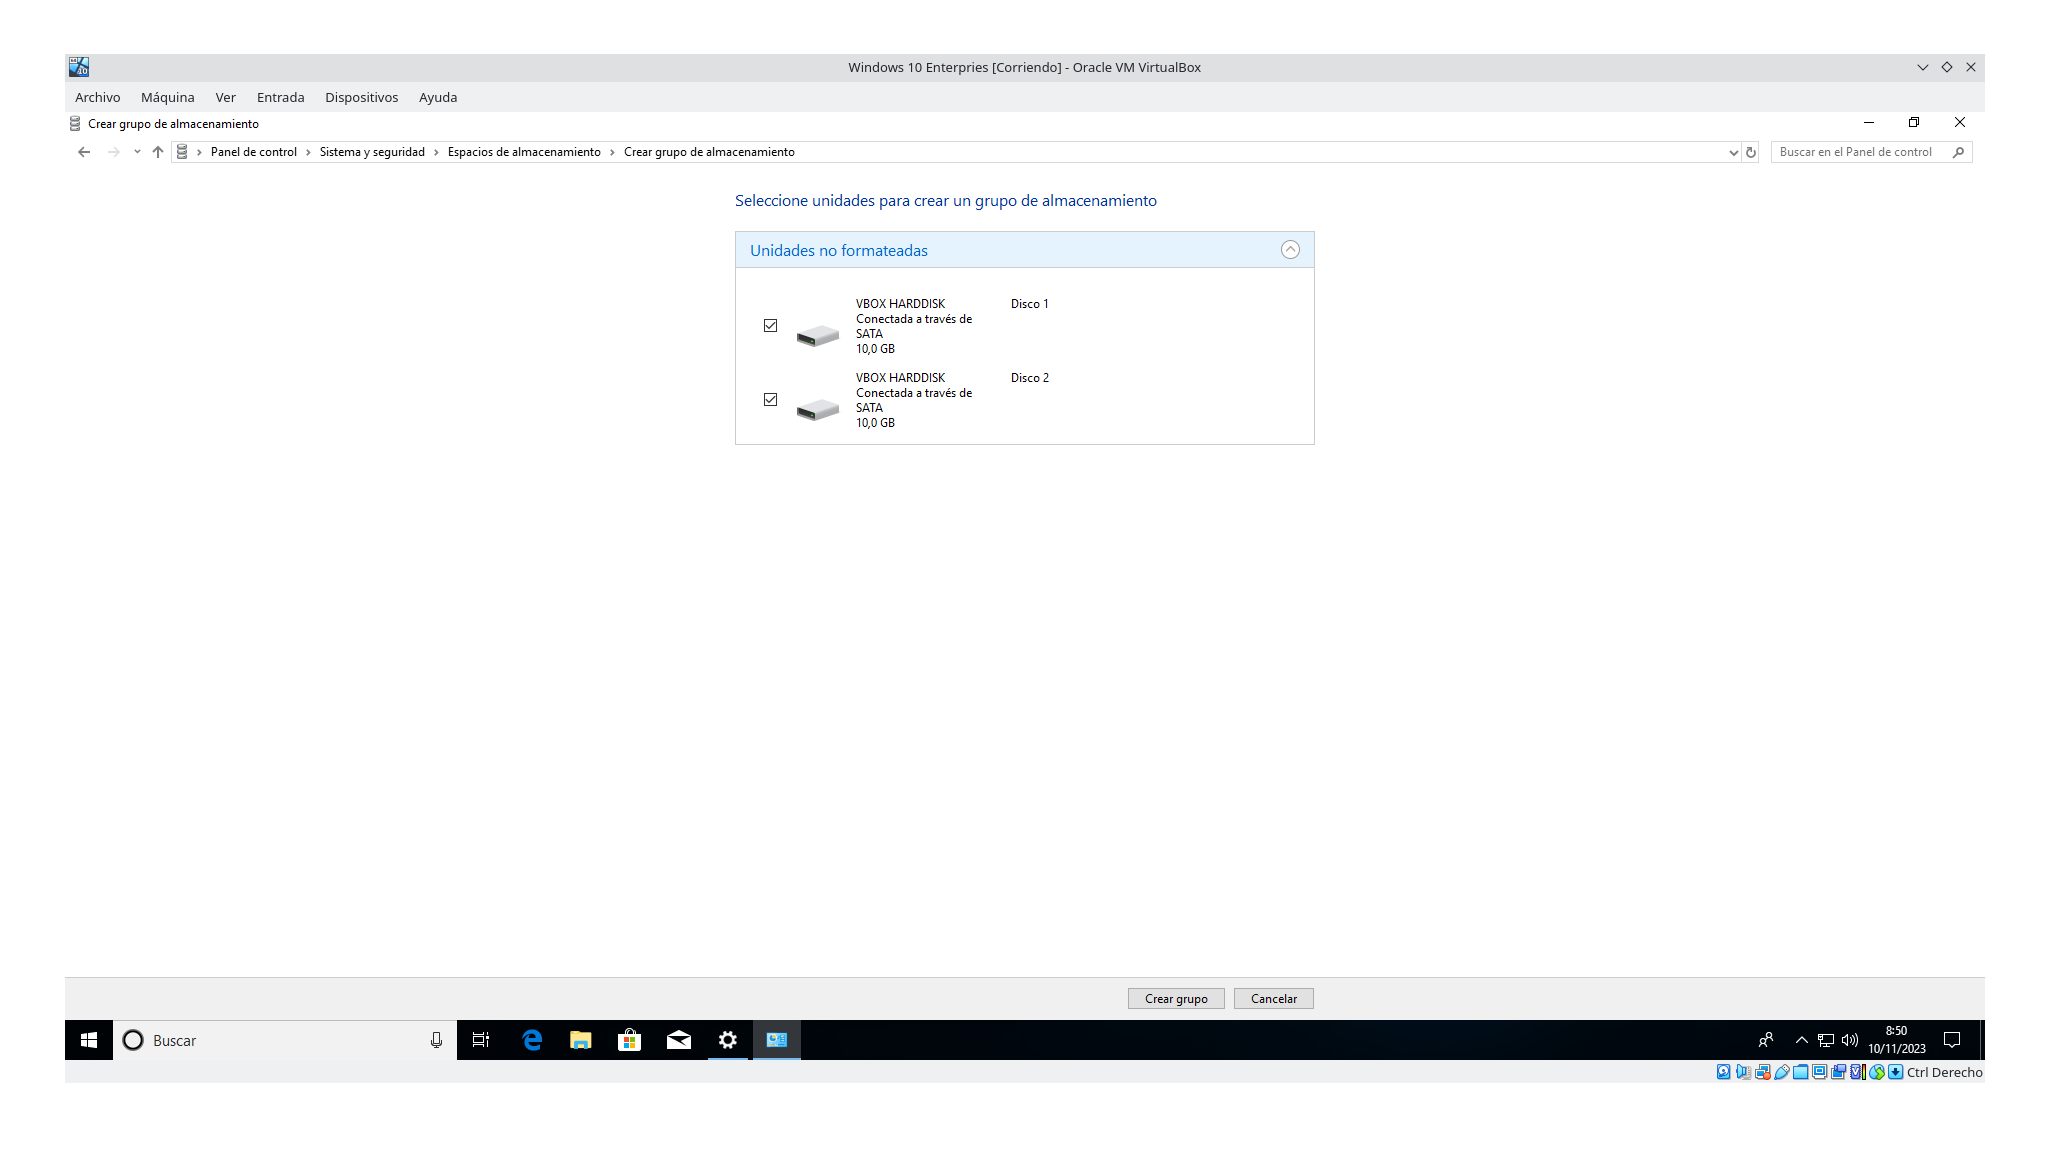 Windows 10 Enterpries [Corriendo] - Oracle VM VirtualBox
Archivo Máquina Ver Entrada Dispositivos Ayuda
Crear grupo de almacenamiento
Panel de control › Sistema y seguridad › Espacios de almacenamiento › Crear grupo de almacenamiento
Buscar en el Panel de control
Seleccione unidades para crear un grupo de almacenamiento
Unidades no formateadas
VBOX HARDDISK Disco 1
Conectada a través de
SATA
10,0 GB
VBOX HARDDISK Disco 2
Conectada a través de
SATA
10,0 GB
Crear grupo Cancelar
Buscar
8:50
10/11/2023
Ctrl Derecho